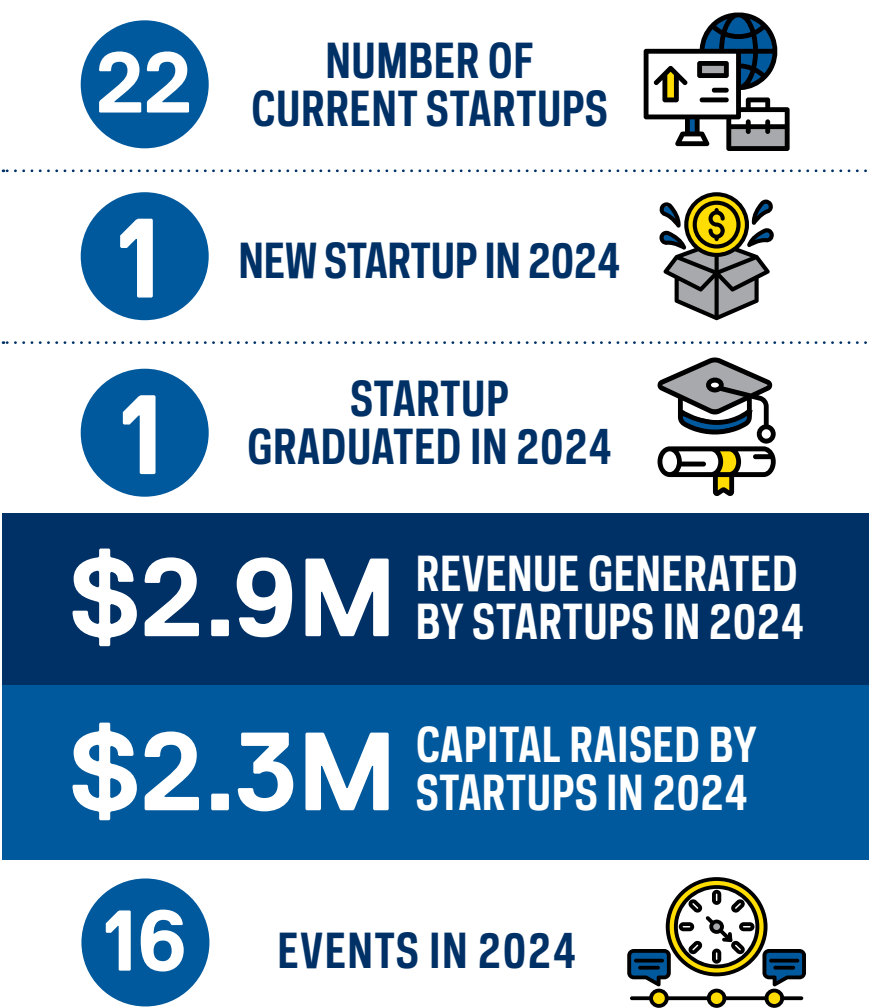 22
NUMBER OF
CURRENT STARTUPS
1
NEW STARTUP IN 2024
$
1
STARTUP
GRADUATED IN 2024
$2.9M
REVENUE GENERATED
BY STARTUPS IN 2024
$2.3M
CAPITAL RAISED BY
STARTUPS IN 2024
16
EVENTS IN 2024